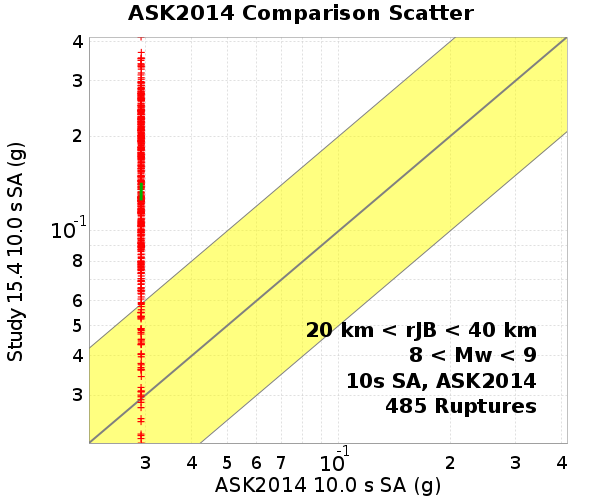 ASK2014 Comparison Scatter
Study 15.4 10.0 s SA (g)
4
3
2
10^-1
8
6
5
4
3
20 km < rJB < 40 km
8 < Mw < 9
10s SA, ASK2014
485 Ruptures
3 4 5 6 7 10^-1 2 3 4
ASK2014 10.0 s SA (g)